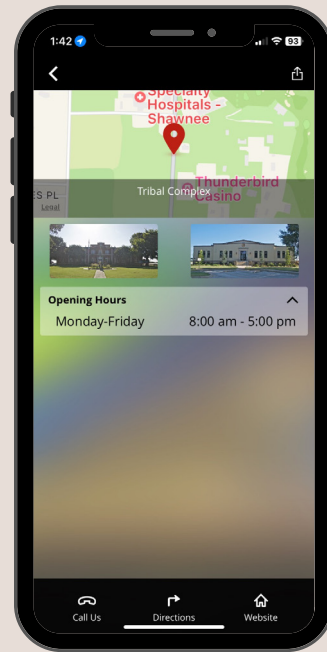 1:42
93
Specialty
Hospitals -
Shawnee
Thunderbird
Casino
Tribal Complex
S PL
Legal
Opening Hours
Monday-Friday 8:00 am - 5:00 pm
Call Us Directions Website